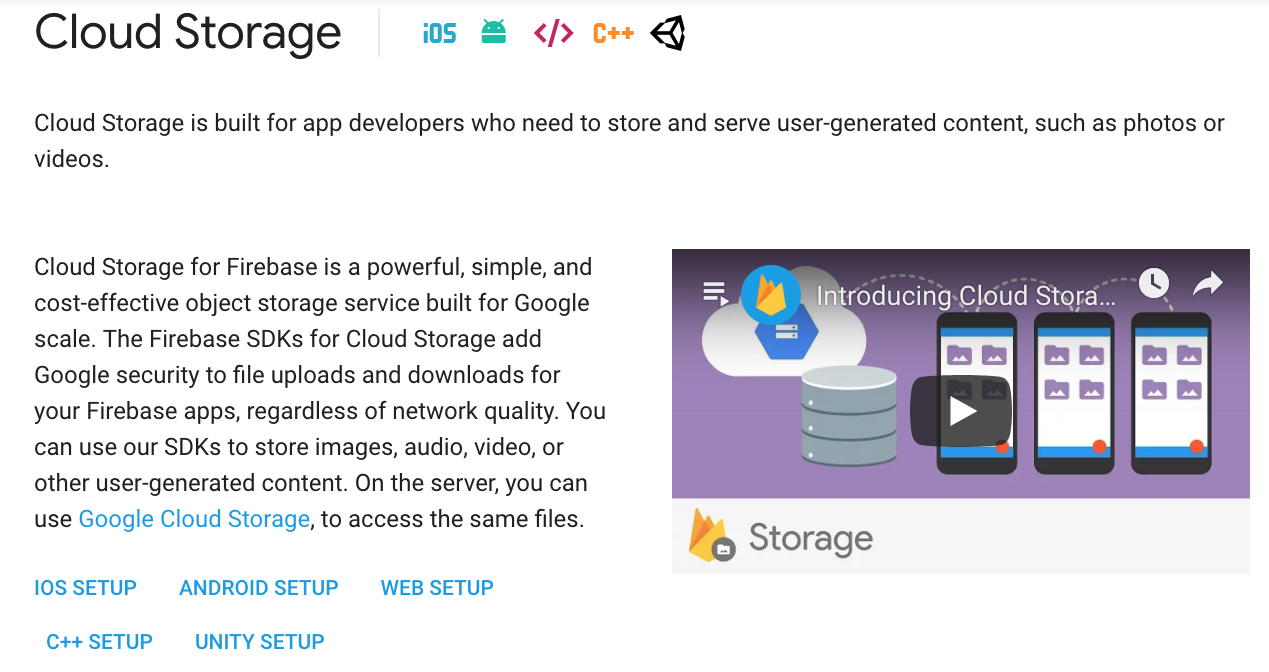 Cloud Storage
iOS </> C++
Cloud Storage is built for app developers who need to store and serve user-generated content, such as photos or
videos.
Cloud Storage for Firebase is a powerful, simple, and
cost-effective object storage service built for Google
scale. The Firebase SDKs for Cloud Storage add
Google security to file uploads and downloads for
your Firebase apps, regardless of network quality. You
can use our SDKs to store images, audio, video, or
other user-generated content. On the server, you can
use Google Cloud Storage, to access the same files.
IOS SETUP ANDROID SETUP WEB SETUP
C++ SETUP UNITY SETUP
Introducing Cloud Stora...
Storage